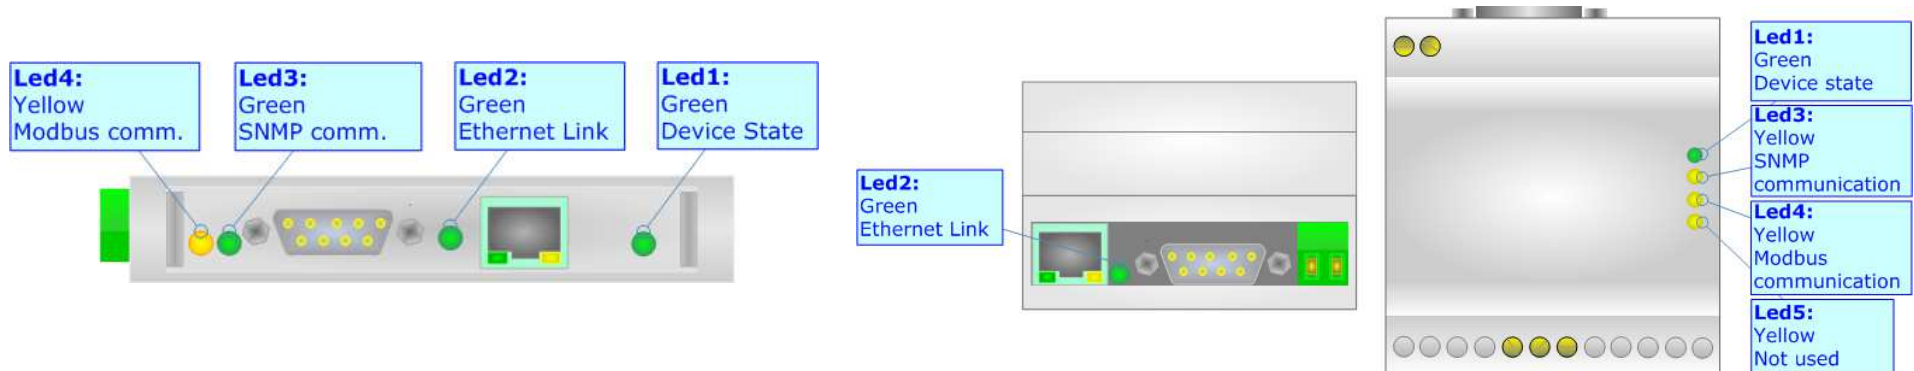 Led4:
Yellow
Modbus comm.
Led3:
Green
SNMP comm.
Led2:
Green
Ethernet Link
Led1:
Green
Device State
Led2:
Green
Ethernet Link
Led1:
Green
Device state
Led3:
Yellow
SNMP
communication
Led4:
Yellow
Modbus
communication
Led5:
Yellow
Not used